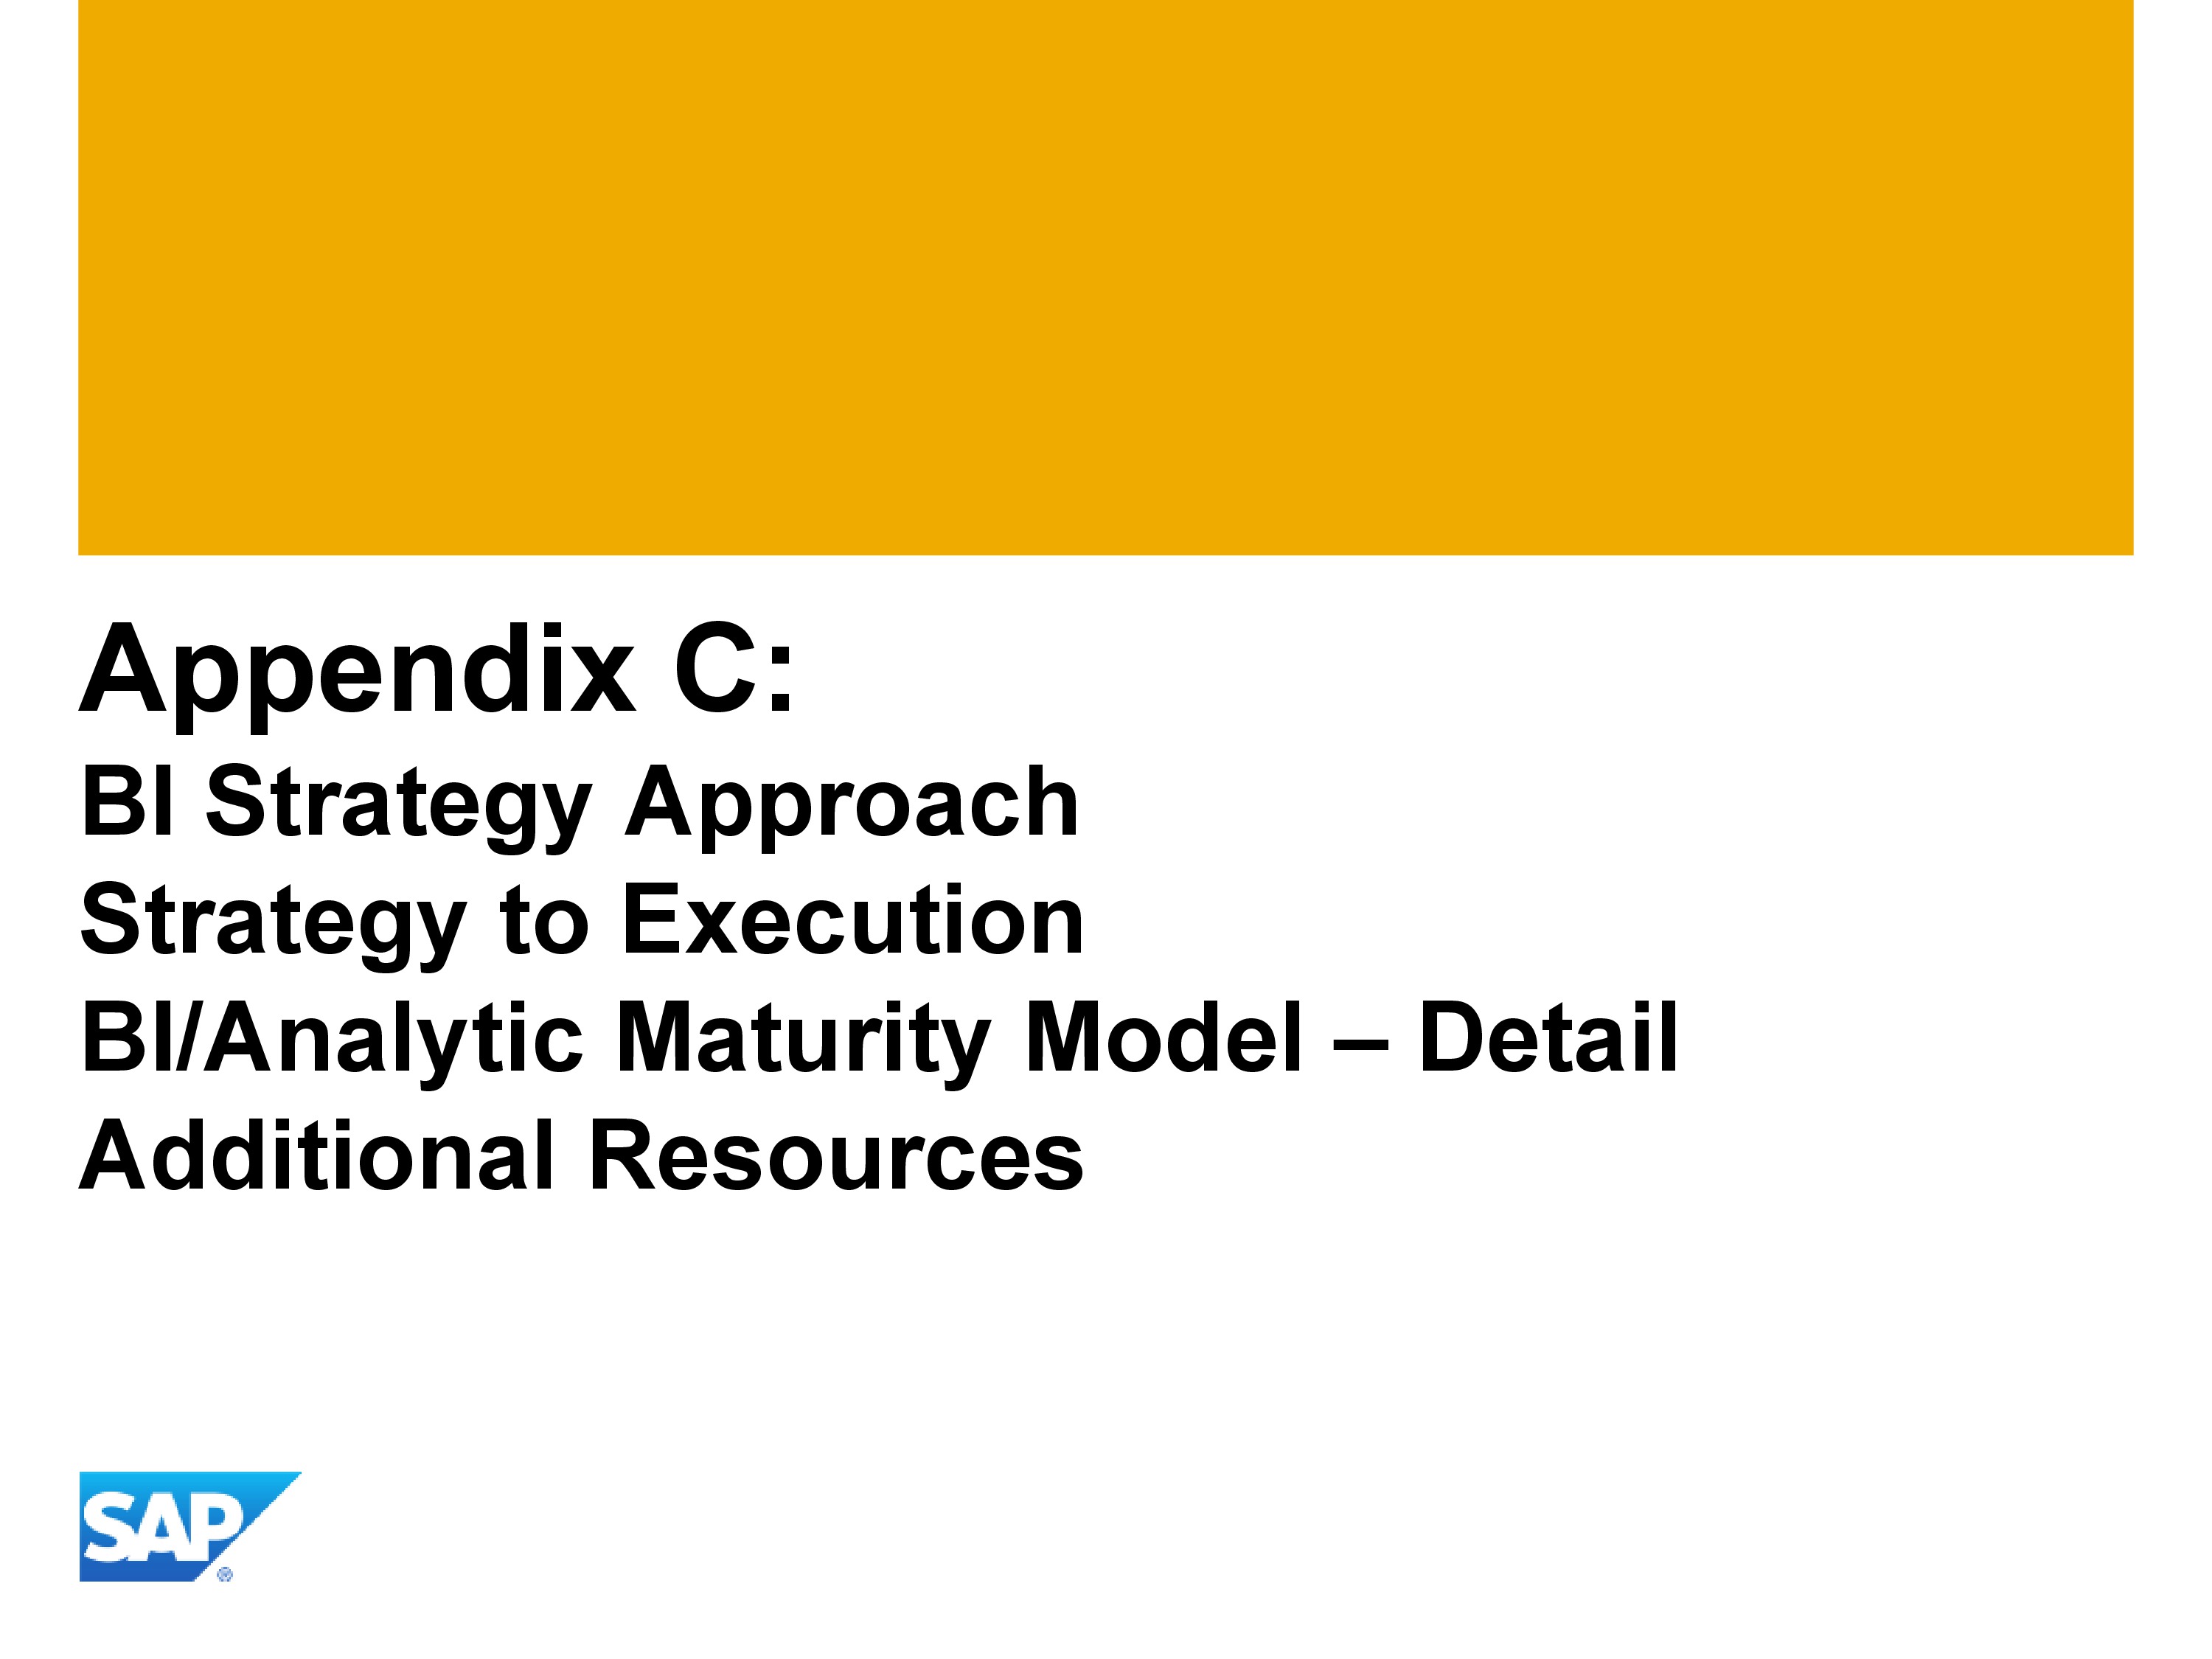 Appendix C:
BI Strategy Approach
Strategy to Execution
BI/Analytic Maturity Model – Detail
Additional Resources
SAP®